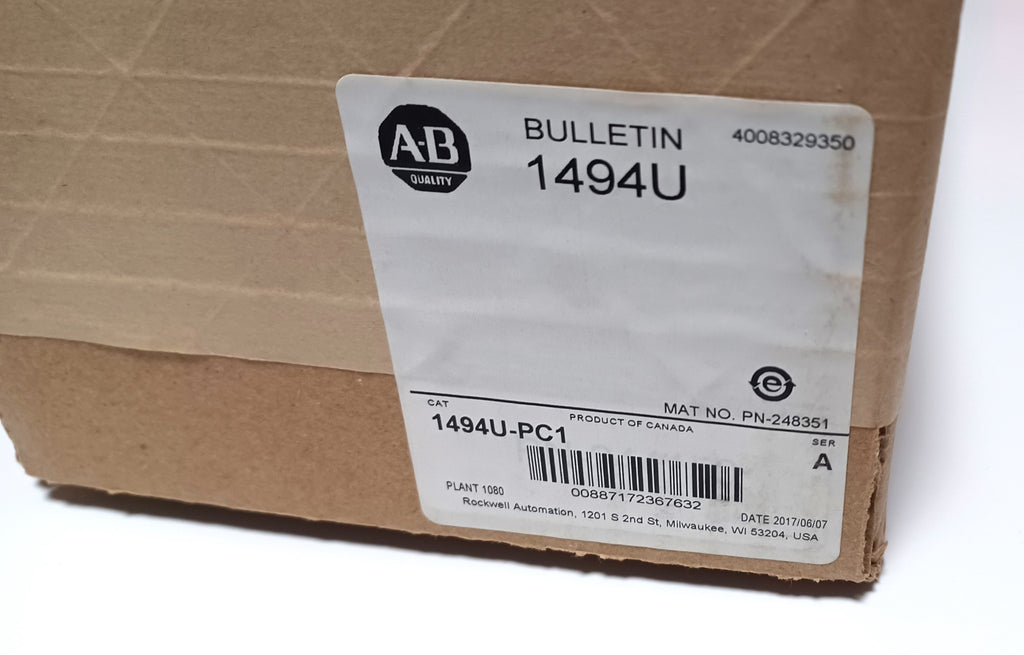 A-B
QUALITY
BULLETIN
1494U
4008329350
e
MAT NO. PN-248351
CAT
1494U-PC1
PRODUCT OF CANADA
SER
A
00887172367632
PLANT 1080
DATE 2017/06/07
Rockwell Automation, 1201 S 2nd St, Milwaukee, WI 53204, USA